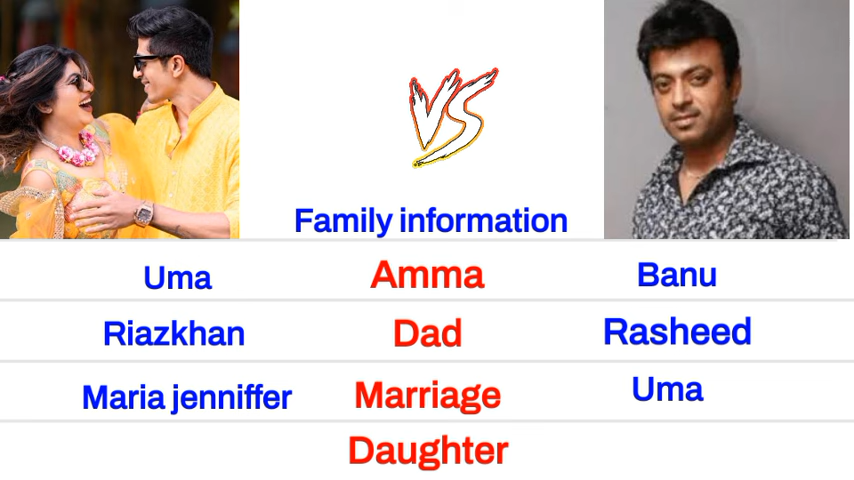 VS
Family information
Uma Amma Banu
Riazkhan Dad Rasheed
Maria jenniffer Marriage Uma
Daughter